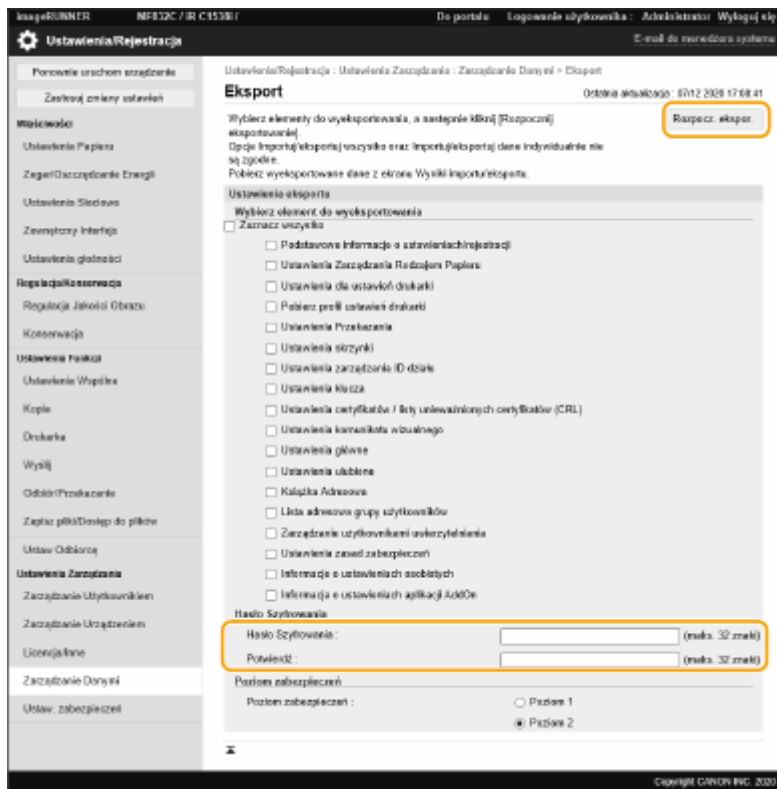 imageRUNNER MF832C / IR C1538i / Do portalu Logowanie użytkownika : Administrator Wyloguj się
Ustawienia/Rejestracja E-mail do menedżera systemu
Ponownie uruchom urządzenie
Zastosuj zmiany ustawień
Właściwości
Ustawienia Papieru
Zegar/Oszczędzanie Energii
Ustawienia Sieciowe
Zewnętrzny Interfejs
Ustawienia głośności
Regulacja/Konserwacja
Regulacja Jakości Obrazu
Konserwacja
Ustawienia Funkcji
Ustawienia Wspólne
Kopia
Drukarka
Wyślij
Odbiór/Przekazanie
Zapisz pliki/Dostęp do plików
Ustaw Odbiorcę
Ustawienia Zarządzania
Zarządzanie Użytkownikiem
Zarządzanie Urządzeniem
Licencja/Inne
Zarządzanie Danymi
Ustaw. zabezpieczeń
Ustawienia/Rejestracja : Ustawienia Zarządzania : Zarządzanie Danymi > Eksport
Eksport
Ostatnia aktualizacja : 07/12 2020 17:08:41
Wybierz elementy do wyeksportowania, a następnie kliknij [Rozpocznij
eksportowanie].
Rozpocz. ekspor.
Opcje Importuj/eksportuj wszystko oraz Importuj/eksportuj dane indywidualnie nie
są zgodne.
Pobierz wyeksportowane dane z ekranu Wyniki importu/eksportu.
Ustawienia eksportu
Wybierz element do wyeksportowania
Zaznacz wszystko
Podstawowe Informacje o ustawieniach/rejestracji
Ustawienia Zarządzania Rodzajem Papieru
Ustawienia dla ustawień drukarki
Pobierz profil ustawień drukarki
Ustawienia Przekazania
Ustawienia skrzynki
Ustawienia zarządzania ID działu
Ustawienia klucza
Ustawienia certyfikatów / listy unieważnionych certyfikatów (CRL)
Ustawienia komunikatu wizualnego
Ustawienia główne
Ustawienia ulubione
Książka Adresowa
Lista adresowa grupy użytkowników
Zarządzanie użytkownikami uwierzytelniania
Ustawienia zasad zabezpieczeń
Informacje o ustawieniach osobistych
Informacja o ustawieniach aplikacji AddOn
Hasło Szyfrowania
Hasło Szyfrowania : (maks. 32 znaki)
Potwierdź : (maks. 32 znaki)
Poziom zabezpieczeń
Poziom zabezpieczeń : Poziom 1
Poziom 2
Copyright CANON INC. 2020